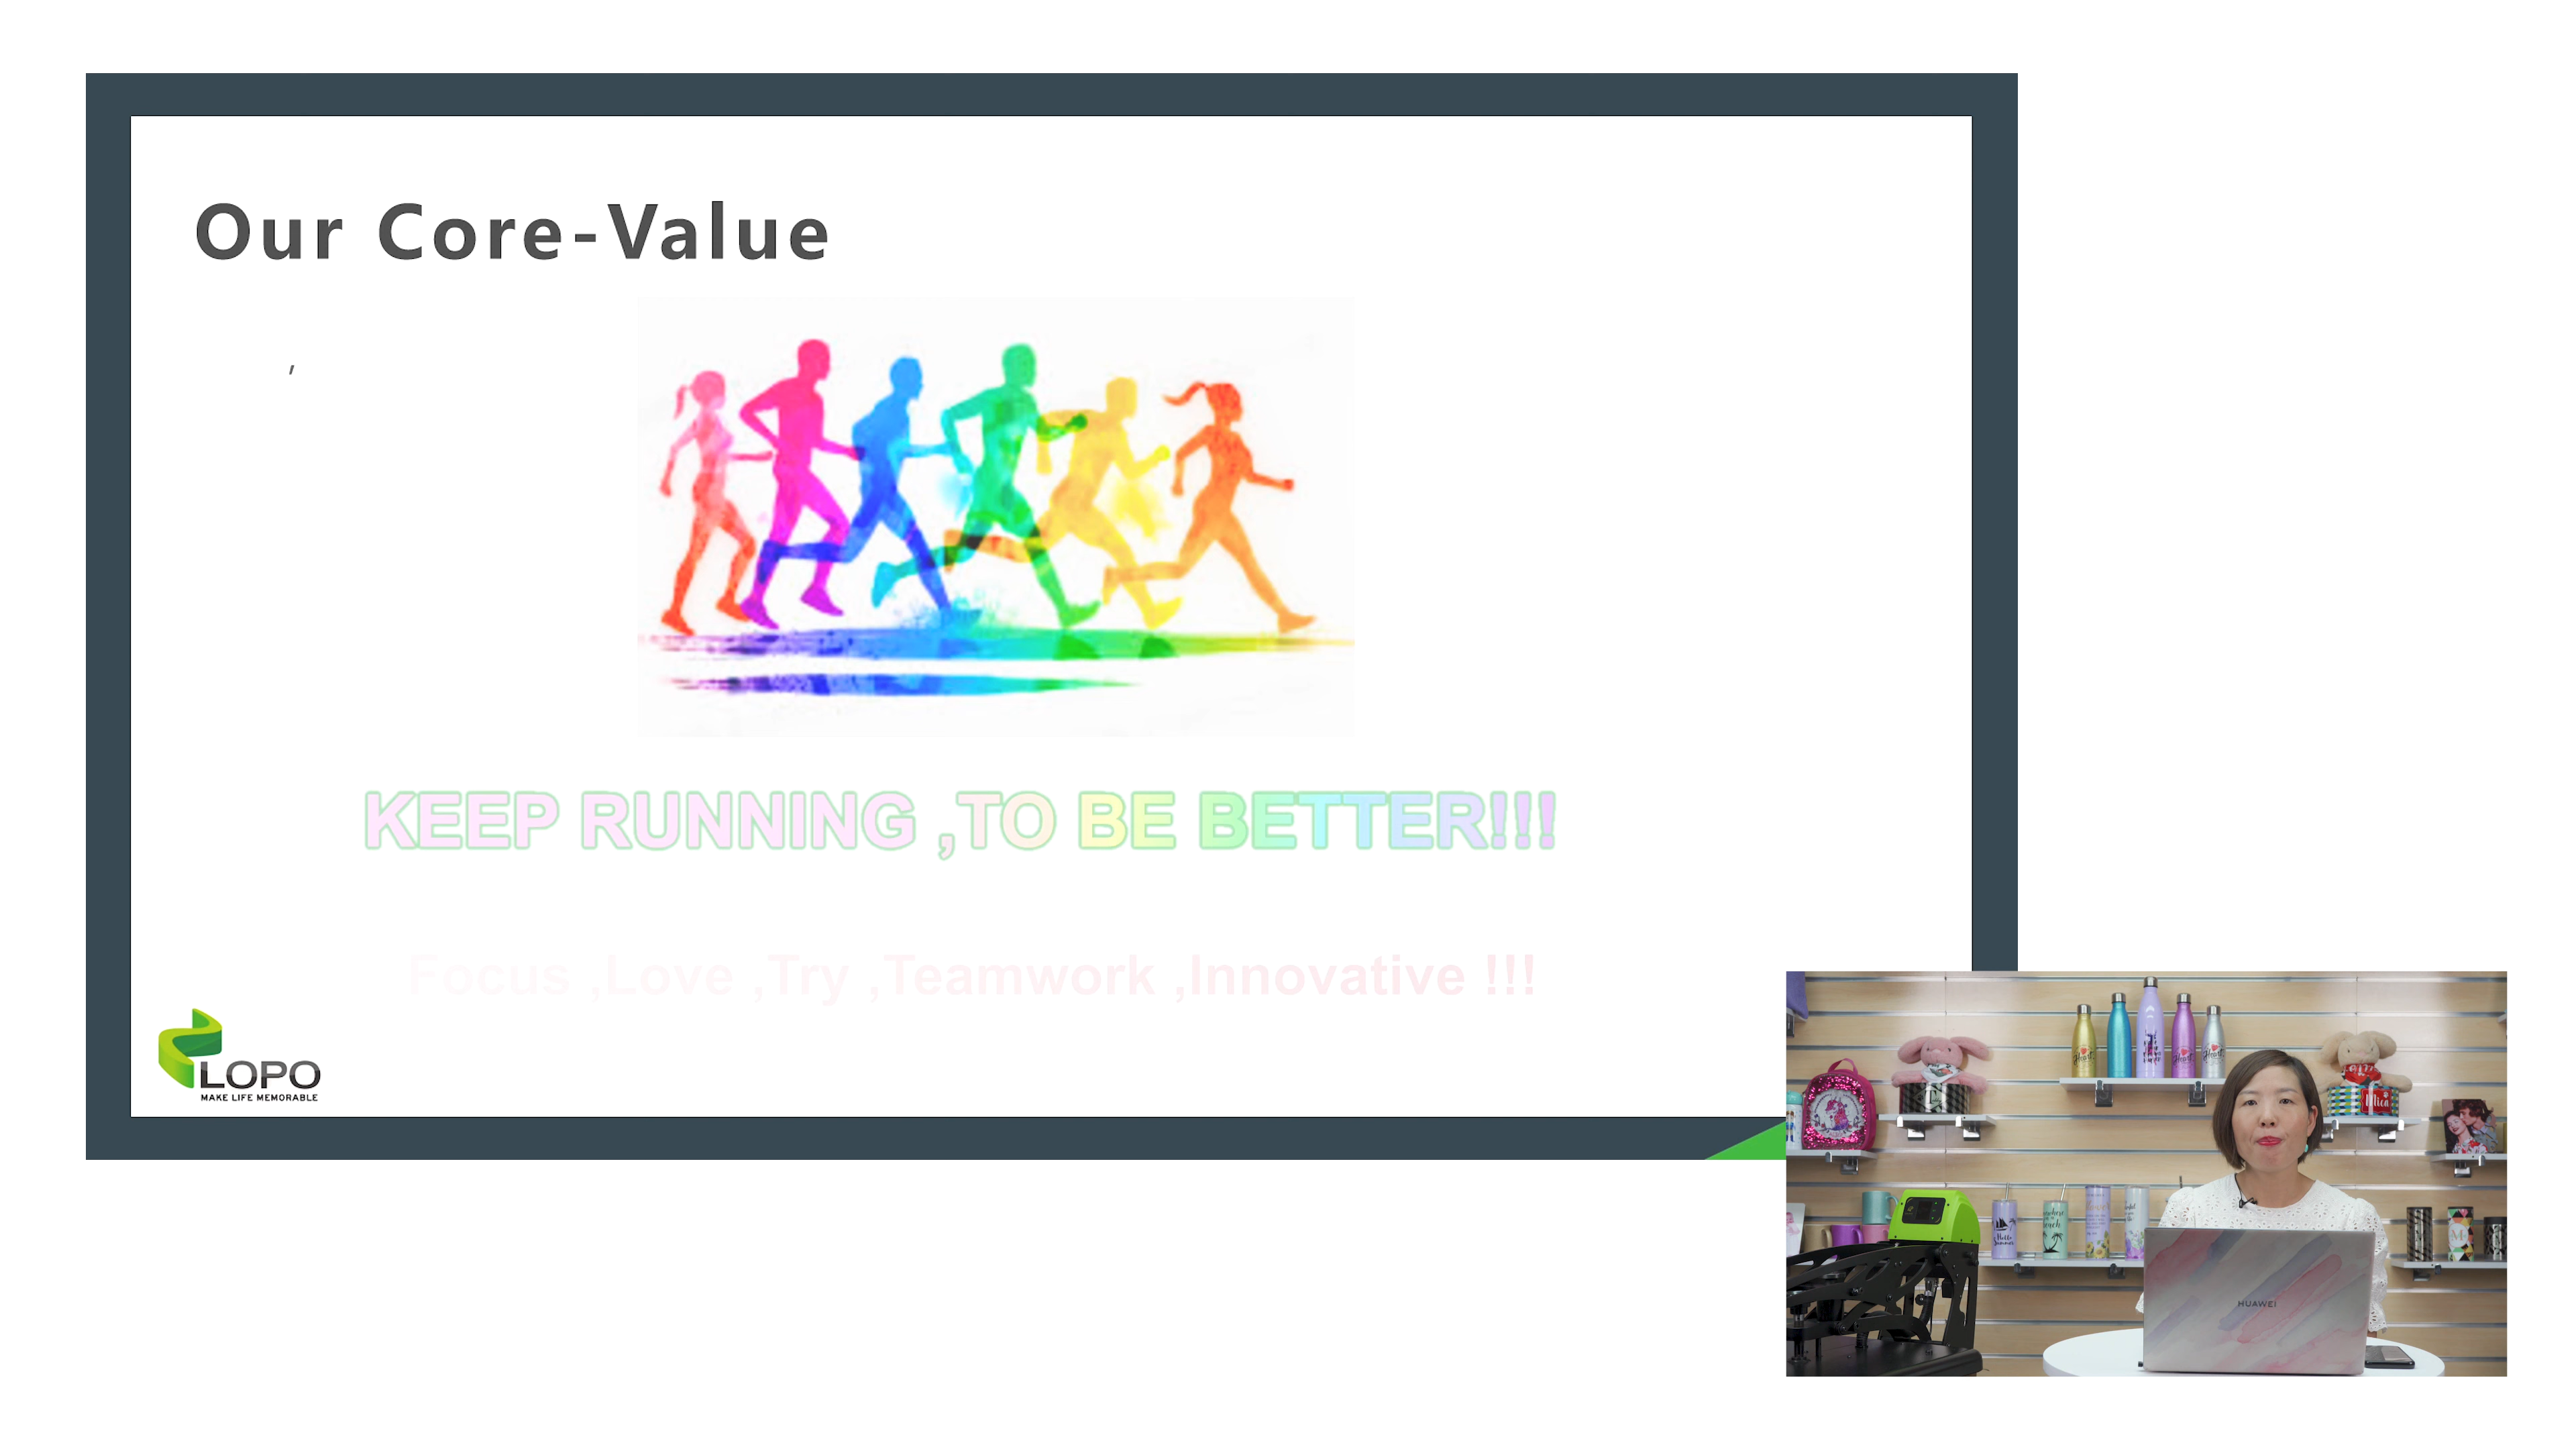 Our Core-Value
,
KEEP RUNNING ,TO BE BETTER!!!
Focus ,Love ,Try ,Teamwork ,Innovative !!!
LOPO
MAKE LIFE MEMORABLE
HUAWEI